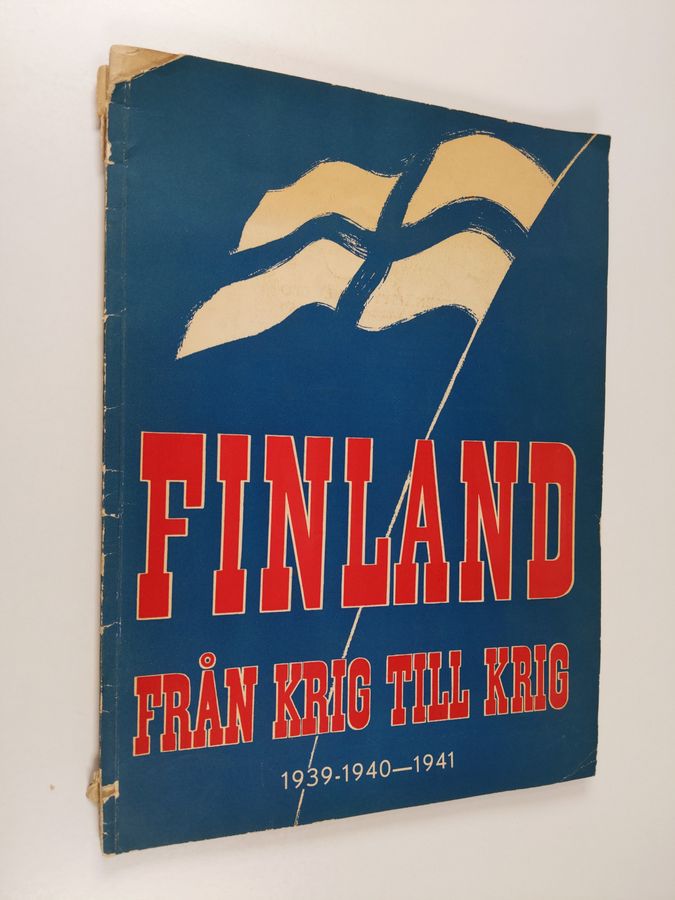 FINLAND
FRÅN KRIG TILL KRIG
1939-1940—1941